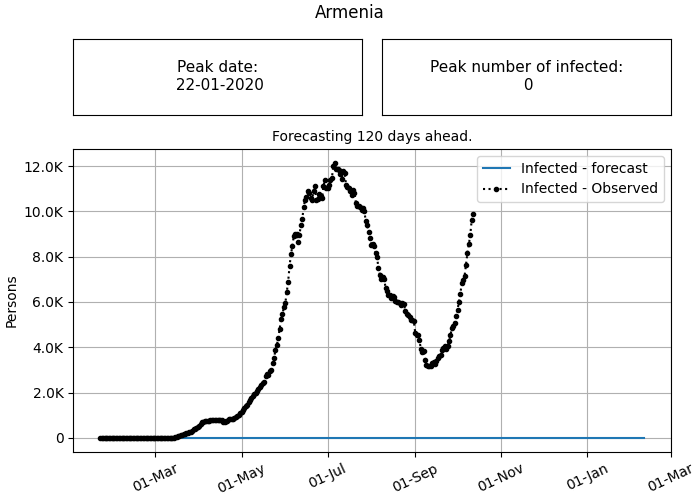 Armenia
Peak date:
22-01-2020
Peak number of infected:
0
Forecasting 120 days ahead.
Infected - forecast
Infected - Observed
Persons
12.0K
10.0K
8.0K
6.0K
4.0K
2.0K
0
01-Mar
01-May
01-Jul
01-Sep
01-Nov
01-Jan
01-Mar